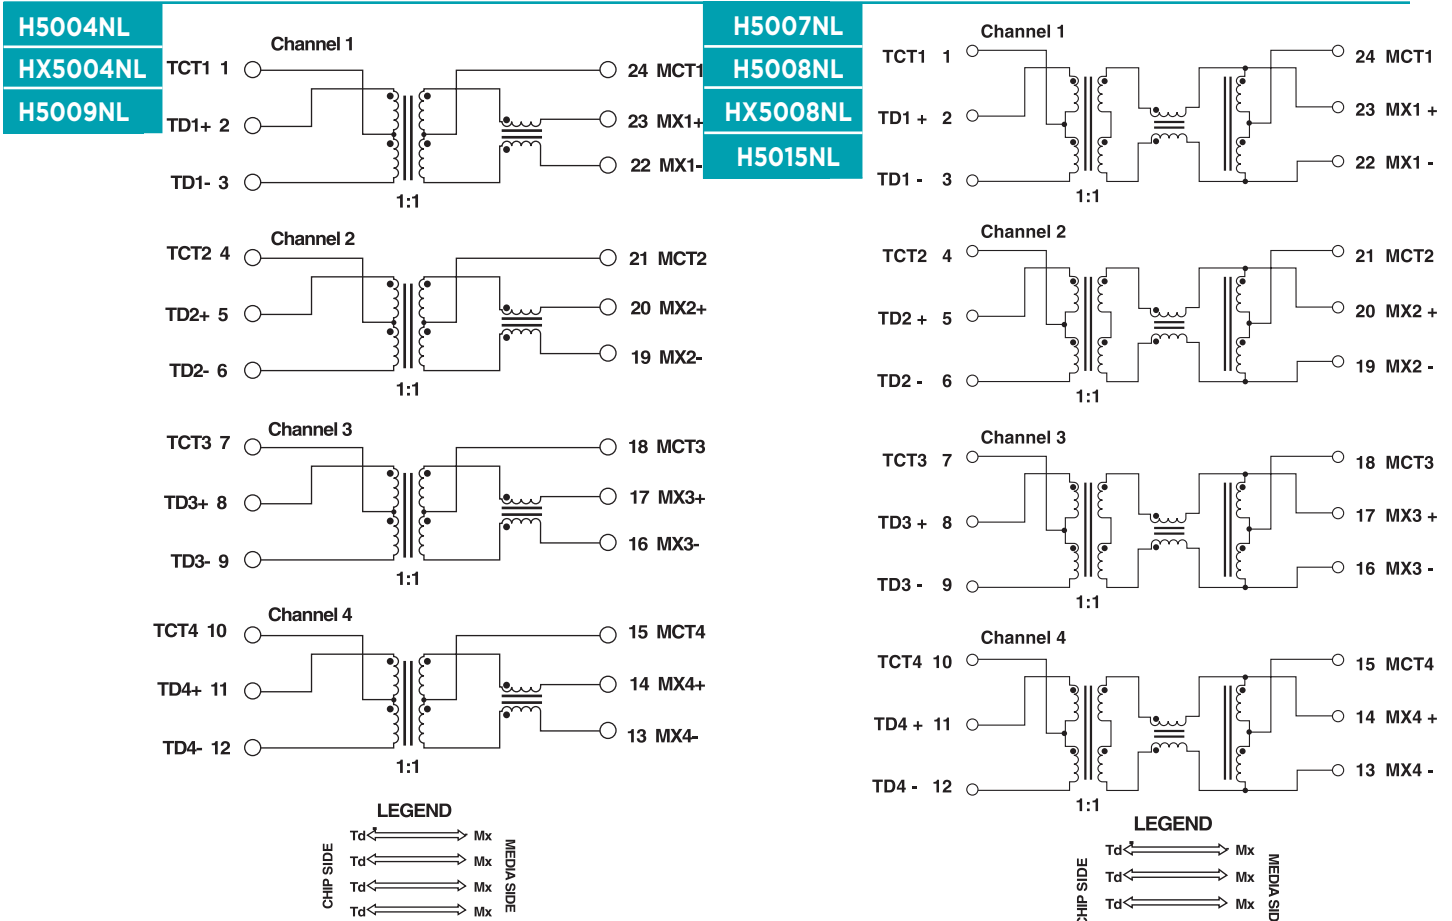 H5004NL
HX5004NL
H5009NL
Channel 1
TCT1 1
24 MCT1
TD1+ 2
23 MX1+
TD1- 3
22 MX1-
1:1
Channel 2
TCT2 4
21 MCT2
TD2+ 5
20 MX2+
TD2- 6
19 MX2-
1:1
Channel 3
TCT3 7
18 MCT3
TD3+ 8
17 MX3+
TD3- 9
16 MX3-
1:1
Channel 4
TCT4 10
15 MCT4
TD4+ 11
14 MX4+
TD4- 12
13 MX4-
1:1
LEGEND
CHIP SIDE
Td Mx
Td Mx
Td Mx
Td Mx
MEDIA SIDE
H5007NL
H5008NL
HX5008NL
H5015NL
Channel 1
TCT1 1
24 MCT1
TD1 + 2
23 MX1 +
TD1 - 3
22 MX1 -
1:1
Channel 2
TCT2 4
21 MCT2
TD2 + 5
20 MX2 +
TD2 - 6
19 MX2 -
1:1
Channel 3
TCT3 7
18 MCT3
TD3 + 8
17 MX3 +
TD3 - 9
16 MX3 -
1:1
Channel 4
TCT4 10
15 MCT4
TD4 + 11
14 MX4 +
TD4 - 12
13 MX4 -
1:1
LEGEND
HIP SIDE
Td Mx
Td Mx
Td Mx
MEDIA SID